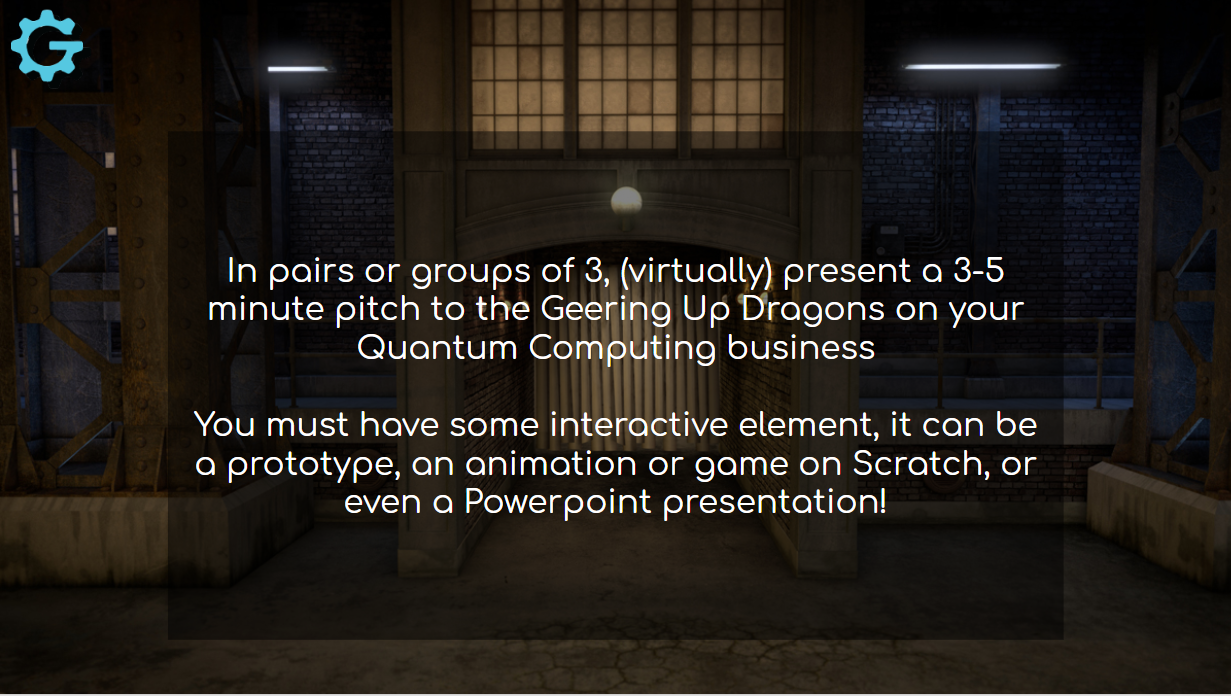 In pairs or groups of 3, (virtually) present a 3-5
minute pitch to the Geering Up Dragons on your
Quantum Computing business
You must have some interactive element, it can be
a prototype, an animation or game on Scratch, or
even a Powerpoint presentation!